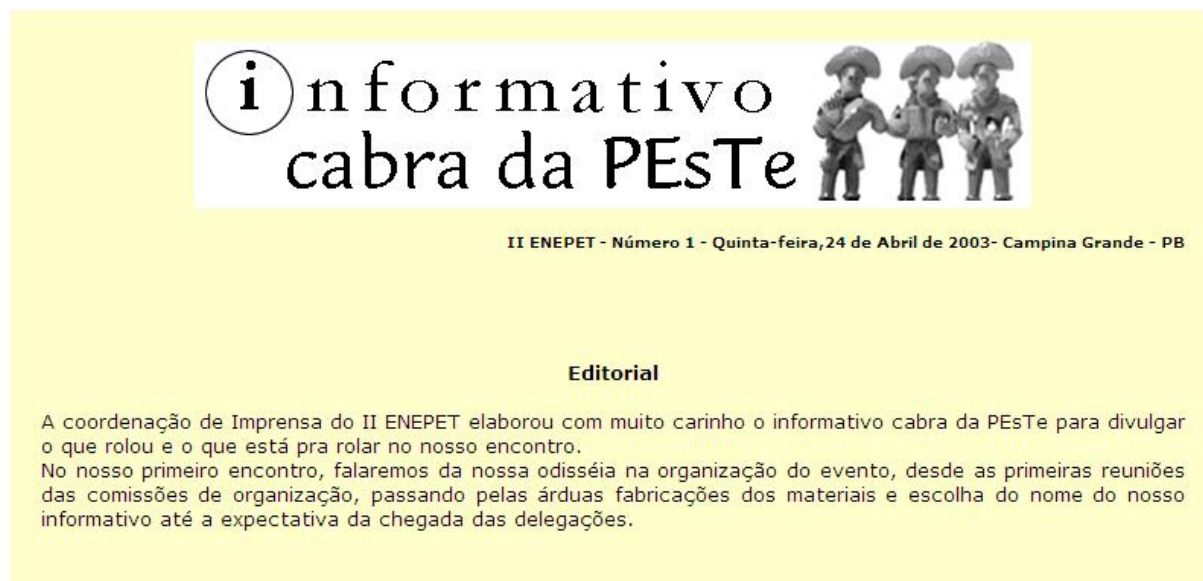 informativo
cabra da PEsTe
II ENEPET - Número 1 - Quinta-feira,24 de Abril de 2003- Campina Grande - PB
Editorial
A coordenação de Imprensa do II ENEPET elaborou com muito carinho o informativo cabra da PEsTe para divulgar
o que rolou e o que está pra rolar no nosso encontro.
No nosso primeiro encontro, falaremos da nossa odisséia na organização do evento, desde as primeiras reuniões
das comissões de organização, passando pelas árduas fabricações dos materiais e escolha do nome do nosso
informativo até a expectativa da chegada das delegações.